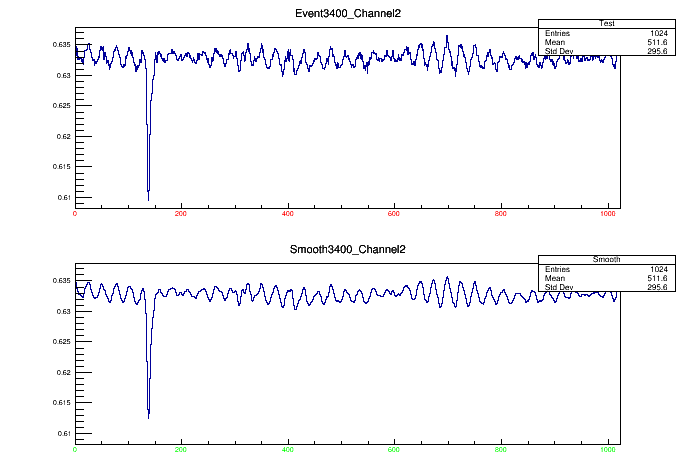 Event3400_Channel2
Test
Entries 1024
Mean 511.6
Std Dev 295.6
0.635
0.63
0.625
0.62
0.615
0.61
0 200 400 600 800 1000
Smooth3400_Channel2
Smooth
Entries 1024
Mean 511.6
Std Dev 295.6
0.635
0.63
0.625
0.62
0.615
0.61
0 200 400 600 800 1000